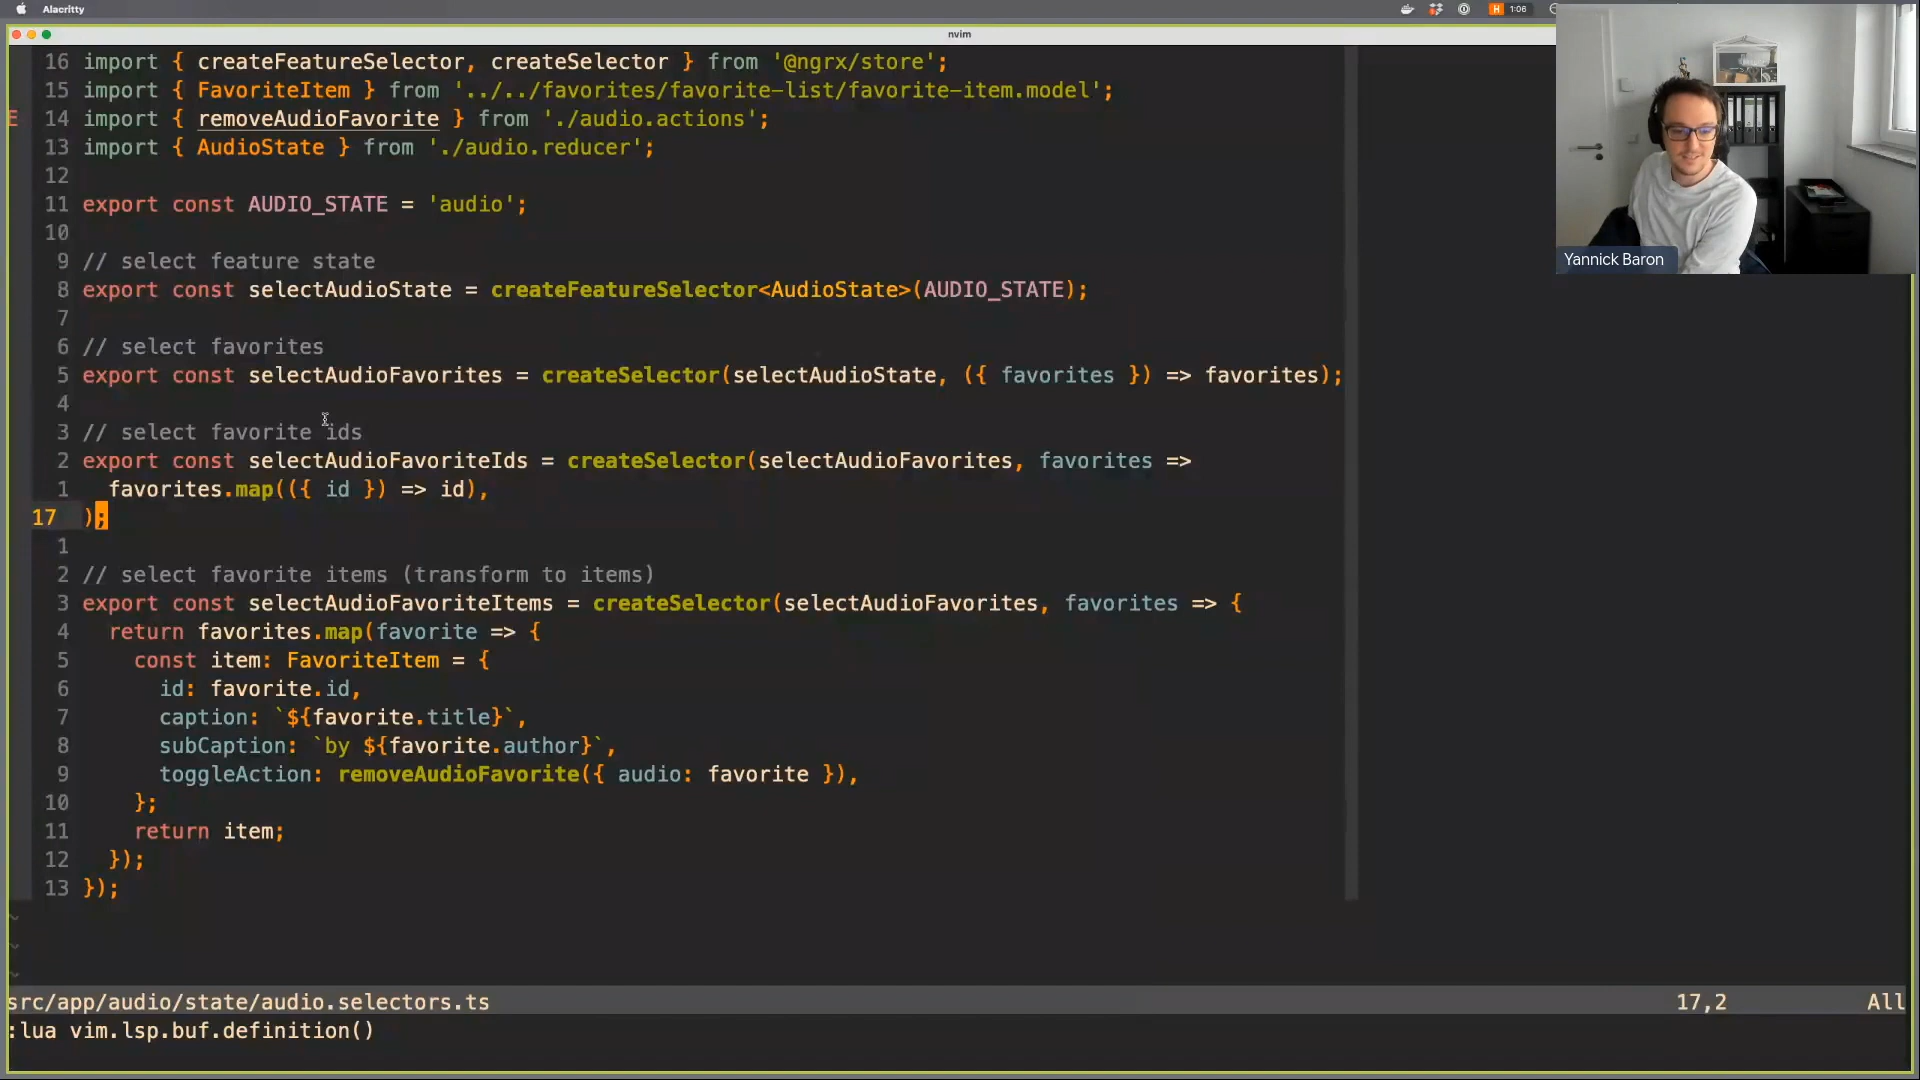 Alacritty
H 1:06
nvim
16 import { createFeatureSelector, createSelector } from '@ngrx/store';
15 import { FavoriteItem } from '../../favorites/favorite-list/favorite-item.model';
E 14 import { removeAudioFavorite } from './audio.actions';
13 import { AudioState } from './audio.reducer';
12
11 export const AUDIO_STATE = 'audio';
10
9 // select feature state
8 export const selectAudioState = createFeatureSelector<AudioState>(AUDIO_STATE);
7
6 // select favorites
5 export const selectAudioFavorites = createSelector(selectAudioState, ({ favorites }) => favorites);
4
3 // select favorite ids
2 export const selectAudioFavoriteIds = createSelector(selectAudioFavorites, favorites =>
1   favorites.map(({ id }) => id),
17 );
1
2 // select favorite items (transform to items)
3 export const selectAudioFavoriteItems = createSelector(selectAudioFavorites, favorites => {
4   return favorites.map(favorite => {
5     const item: FavoriteItem = {
6       id: favorite.id,
7       caption: `${favorite.title}`,
8       subCaption: `by ${favorite.author}`,
9       toggleAction: removeAudioFavorite({ audio: favorite }),
10     };
11     return item;
12   });
13 });
~
~
~
src/app/audio/state/audio.selectors.ts 17,2 All
:lua vim.lsp.buf.definition()
Yannick Baron